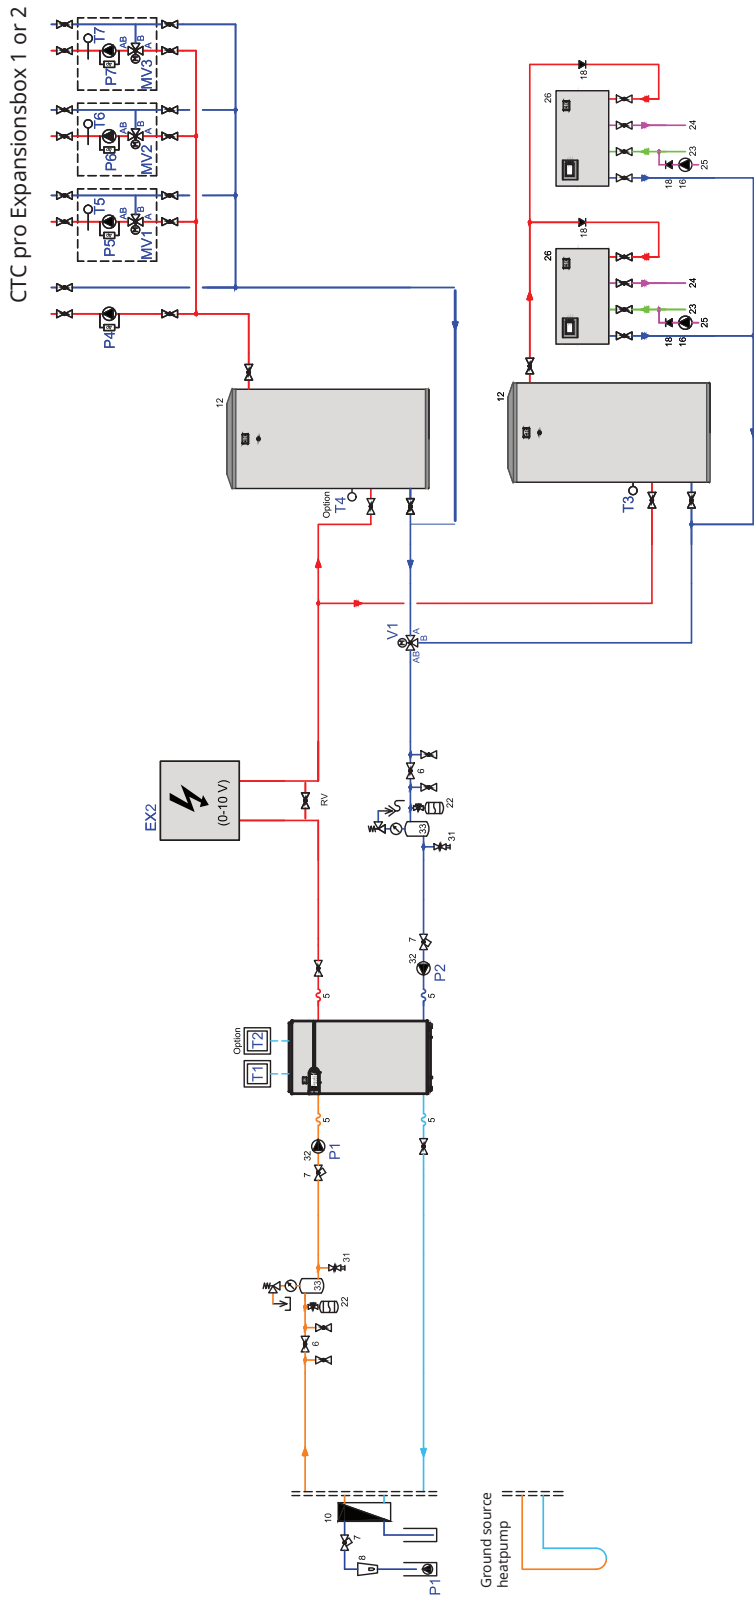 CTC pro Expansionsbox 1 or 2
T7
P7
AB
B
A
MV3
T6
P6
AB
B
A
MV2
T5
P5
AB
B
A
MV1
P4
18
26
24
23
25
18
16
18
26
24
23
25
18
16
12
12
Option
T4
T3
V1
A
B
AB
EX2
(0-10 V)
RV
6
22
33
31
7
32
P2
5
5
Option
T2
T1
5
5
32
P1
7
31
33
22
6
10
7
8
P1
Ground source
heatpump